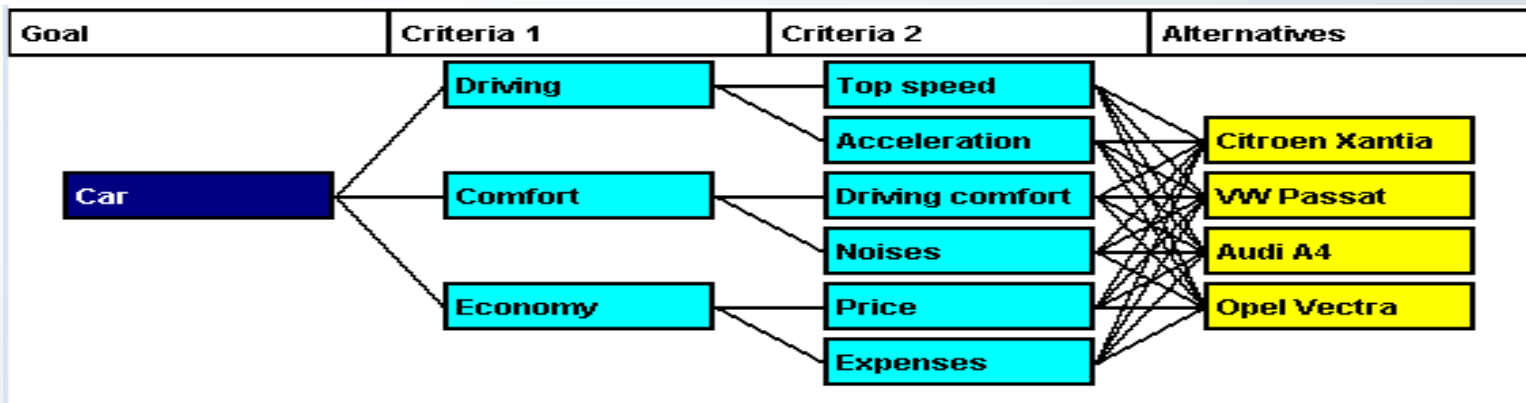 Goal
Criteria 1
Criteria 2
Alternatives
Driving
Top speed
Acceleration
Citroen Xantia
Car
Comfort
Driving comfort
VW Passat
Noises
Audi A4
Economy
Price
Opel Vectra
Expenses